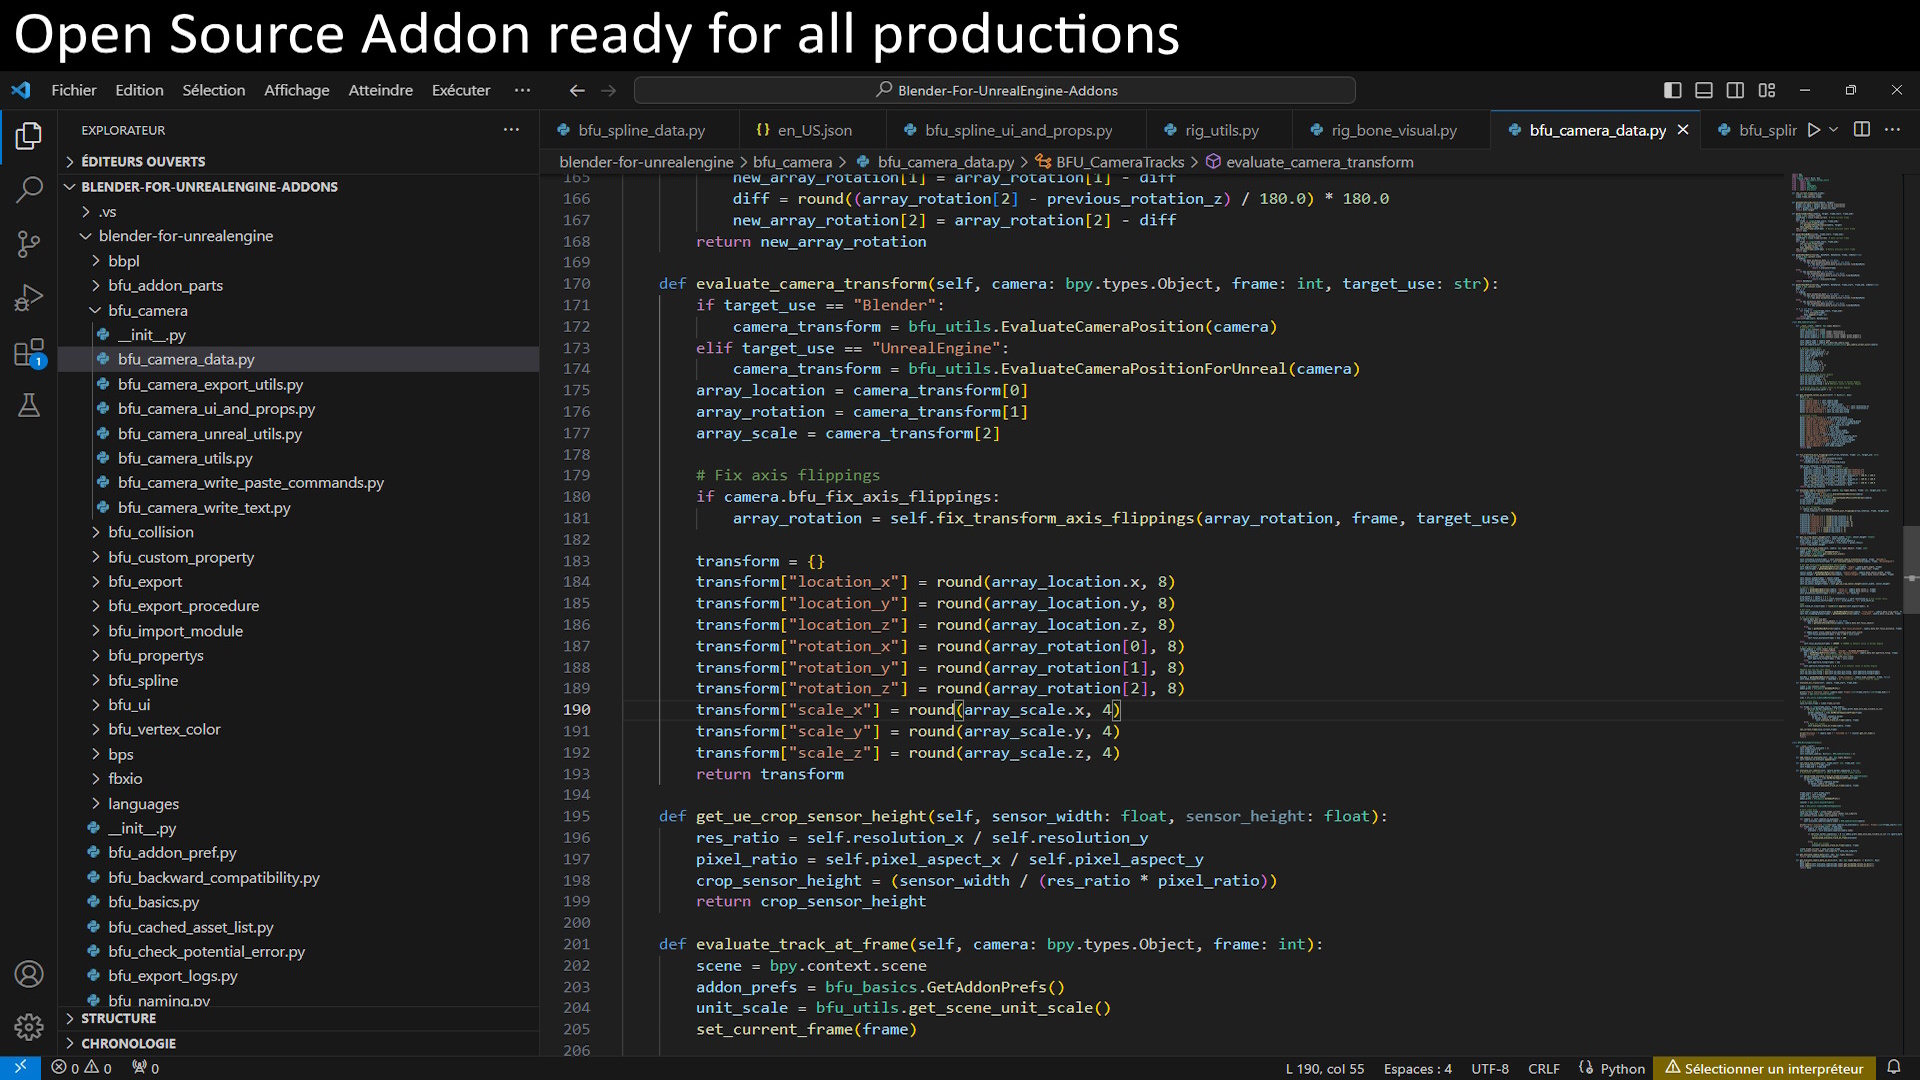 Open Source Addon ready for all productions
Fichier Edition Sélection Affichage Atteindre Exécuter ···
Blender-For-UnrealEngine-Addons
EXPLORATEUR
ÉDITEURS OUVERTS
BLENDER-FOR-UNREALENGINE-ADDONS
.vs
blender-for-unrealengine
bbpl
bfu_addon_parts
bfu_camera
__init__.py
bfu_camera_data.py
bfu_camera_export_utils.py
bfu_camera_ui_and_props.py
bfu_camera_unreal_utils.py
bfu_camera_utils.py
bfu_camera_write_paste_commands.py
bfu_camera_write_text.py
bfu_collision
bfu_custom_property
bfu_export
bfu_export_procedure
bfu_import_module
bfu_propertys
bfu_spline
bfu_ui
bfu_vertex_color
bps
fbxio
languages
__init__.py
bfu_addon_pref.py
bfu_backward_compatibility.py
bfu_basics.py
bfu_cached_asset_list.py
bfu_check_potential_error.py
bfu_export_logs.py
bfu_naming.py
STRUCTURE
CHRONOLOGIE
1
bfu_spline_data.py {} en_US.json bfu_spline_ui_and_props.py rig_utils.py rig_bone_visual.py bfu_camera_data.py bfu_splir
blender-for-unrealengine > bfu_camera > bfu_camera_data.py > BFU_CameraTracks > evaluate_camera_transform
165 new_array_rotation[1] = array_rotation[1] - diff
166 diff = round((array_rotation[2] - previous_rotation_z) / 180.0) * 180.0
167 new_array_rotation[2] = array_rotation[2] - diff
168 return new_array_rotation
169
170 def evaluate_camera_transform(self, camera: bpy.types.Object, frame: int, target_use: str):
171 if target_use == "Blender":
172 camera_transform = bfu_utils.EvaluateCameraPosition(camera)
173 elif target_use == "UnrealEngine":
174 camera_transform = bfu_utils.EvaluateCameraPositionForUnreal(camera)
175 array_location = camera_transform[0]
176 array_rotation = camera_transform[1]
177 array_scale = camera_transform[2]
178
179 # Fix axis flippings
180 if camera.bfu_fix_axis_flippings:
181 array_rotation = self.fix_transform_axis_flippings(array_rotation, frame, target_use)
182
183 transform = {}
184 transform["location_x"] = round(array_location.x, 8)
185 transform["location_y"] = round(array_location.y, 8)
186 transform["location_z"] = round(array_location.z, 8)
187 transform["rotation_x"] = round(array_rotation[0], 8)
188 transform["rotation_y"] = round(array_rotation[1], 8)
189 transform["rotation_z"] = round(array_rotation[2], 8)
190 transform["scale_x"] = round(array_scale.x, 4)
191 transform["scale_y"] = round(array_scale.y, 4)
192 transform["scale_z"] = round(array_scale.z, 4)
193 return transform
194
195 def get_ue_crop_sensor_height(self, sensor_width: float, sensor_height: float):
196 res_ratio = self.resolution_x / self.resolution_y
197 pixel_ratio = self.pixel_aspect_x / self.pixel_aspect_y
198 crop_sensor_height = (sensor_width / (res_ratio * pixel_ratio))
199 return crop_sensor_height
200
201 def evaluate_track_at_frame(self, camera: bpy.types.Object, frame: int):
202 scene = bpy.context.scene
203 addon_prefs = bfu_basics.GetAddonPrefs()
204 unit_scale = bfu_utils.get_scene_unit_scale()
205 set_current_frame(frame)
206
0 0 0 L 190, col 55 Espaces : 4 UTF-8 CRLF Python Sélectionner un interpréteur